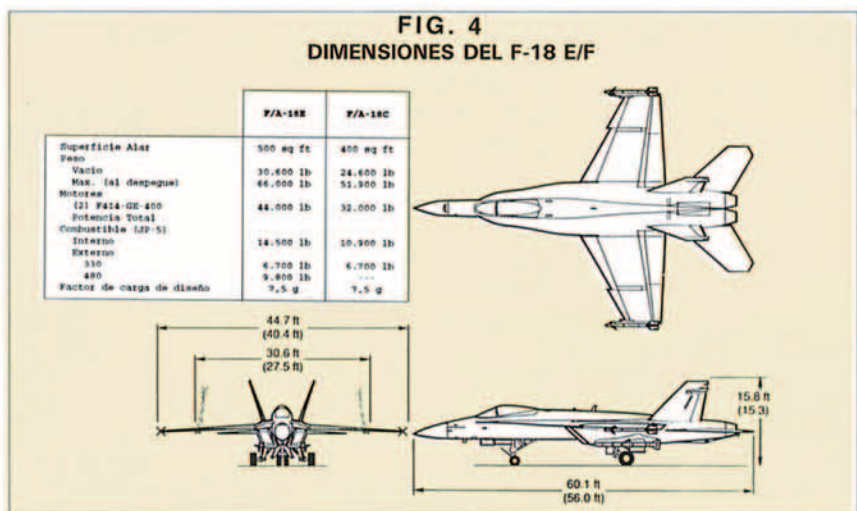 FIG. 4
DIMENSIONES DEL F-18 E/F
F/A-18E F/A-18C
Superficie Alar 500 sq ft 400 sq ft
Peso
Vacio 30.600 lb 24.600 lb
Max. (al despegue) 66.000 lb 51.900 lb
Motores
(2) F414-GE-400 44.000 lb 32.000 lb
Potencia Total
Combustible (JP-5)
Interno 14.500 lb 10.900 lb
Externo
330 6.700 lb 6.700 lb
480 9.800 lb ---
Factor de carga de diseño 7,5 g 7,5 g
44.7 ft
(40.4 ft)
30.6 ft
(27.5 ft)
15.8 ft
(15.3)
60.1 ft
(56.0 ft)